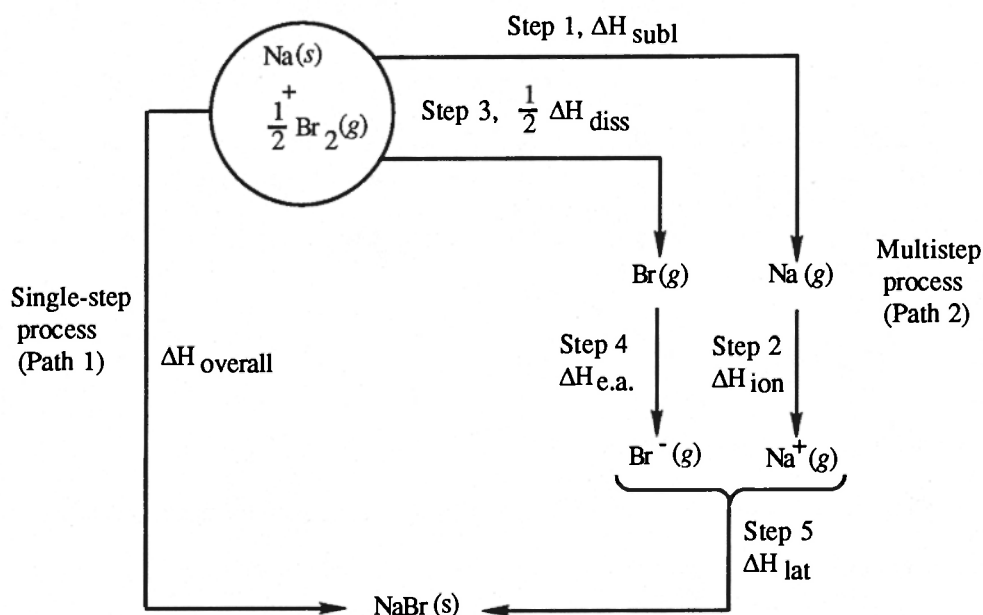 Step 1, ΔH subl
Na(s)
+
1/2 Br2(g)
Step 3, 1/2 ΔH diss
Br(g)
Na(g)
Multistep
process
(Path 2)
Single-step
process
(Path 1)
ΔH overall
Step 4
ΔH e.a.
Step 2
ΔH ion
Br-(g)
Na+(g)
Step 5
ΔH lat
NaBr(s)